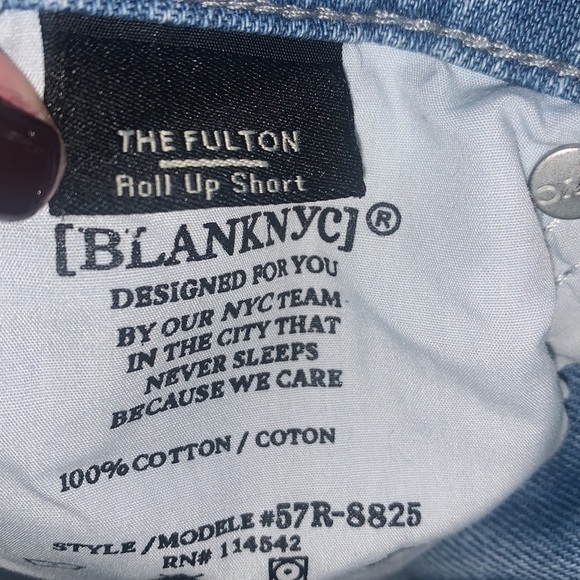 THE FULTON
Roll Up Short
[BLANKNYC]®
DESIGNED FOR YOU
BY OUR NYC TEAM
IN THE CITY THAT
NEVER SLEEPS
BECAUSE WE CARE
100% COTTON / COTON
STYLE / MODELE #57R-8825
RN# 114542